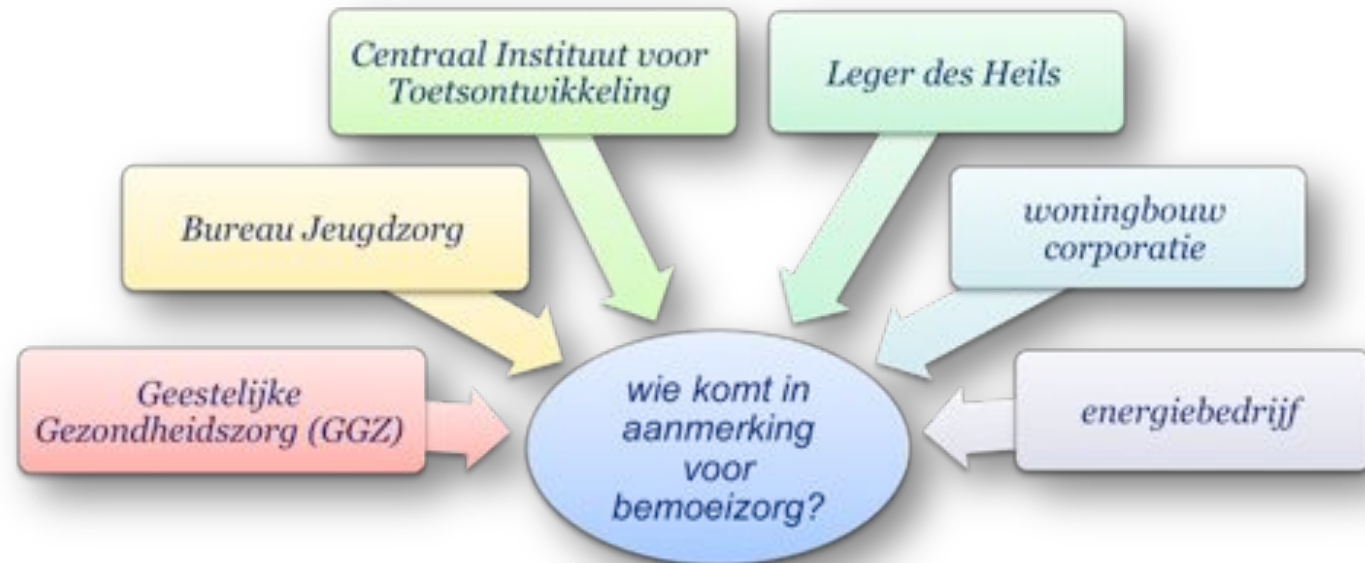 Centraal Instituut voor
Toetsontwikkeling
Leger des Heils
Bureau Jeugdzorg
woningbouw
corporatie
Geestelijke
Gezondheidszorg (GGZ)
energiebedrijf
wie komt in
aanmerking
voor
bemoeizorg?